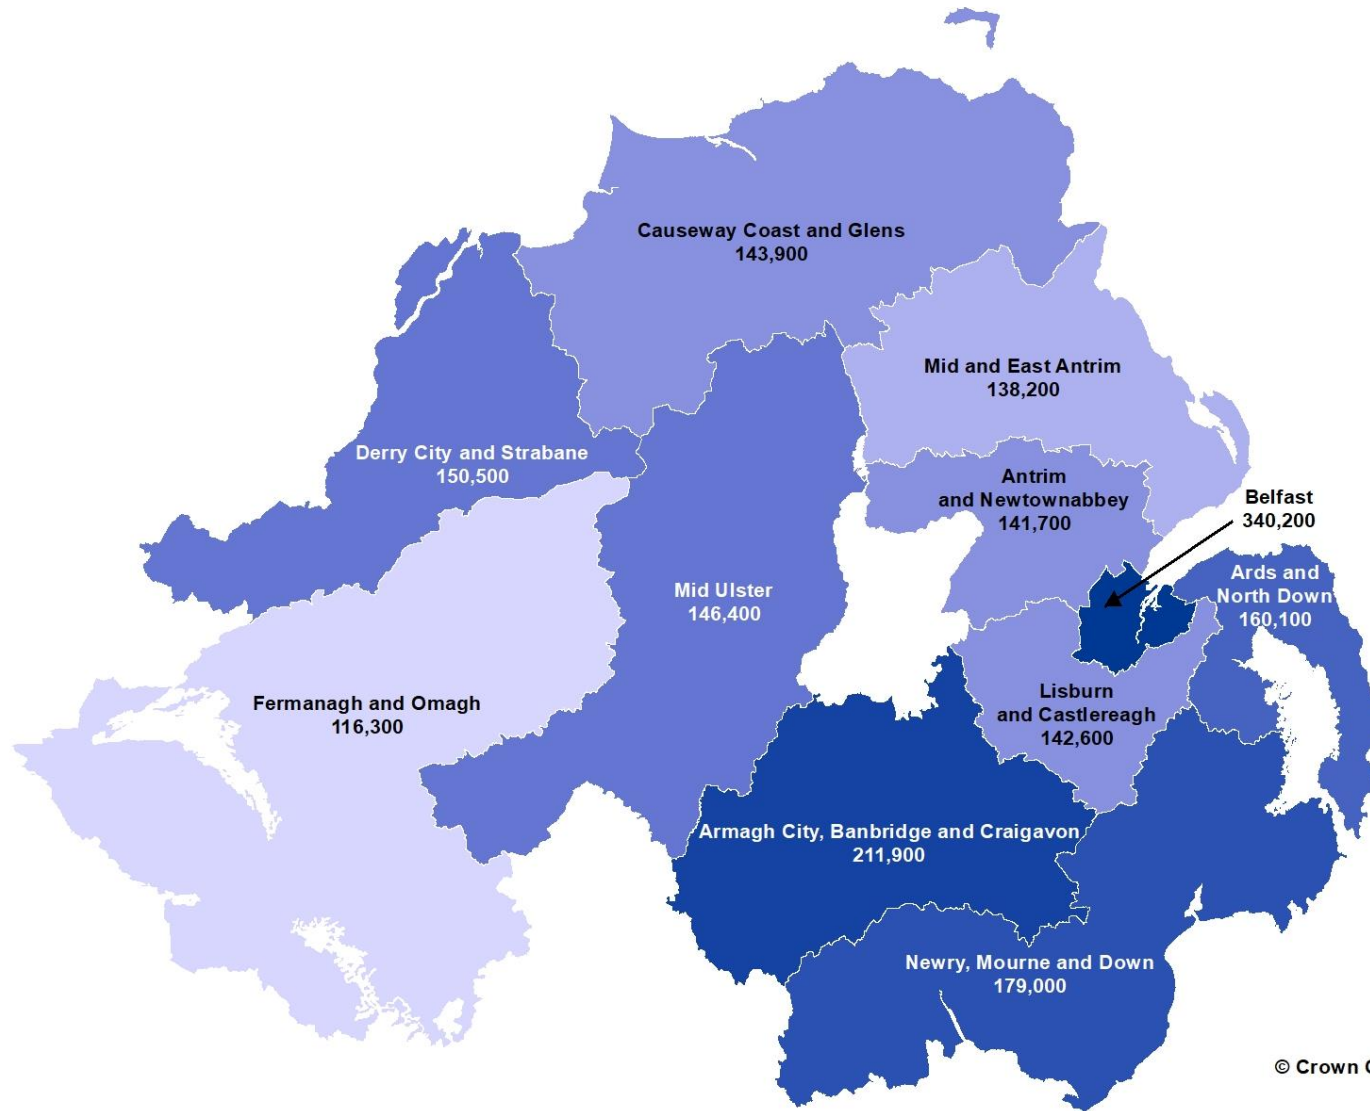 Causeway Coast and Glens
143,900
Mid and East Antrim
138,200
Derry City and Strabane
150,500
Antrim
and Newtownabbey
141,700
Belfast
340,200
Ards and
North Down
160,100
Mid Ulster
146,400
Fermanagh and Omagh
116,300
Lisburn
and Castlereagh
142,600
Armagh City, Banbridge and Craigavon
211,900
Newry, Mourne and Down
179,000
© Crown